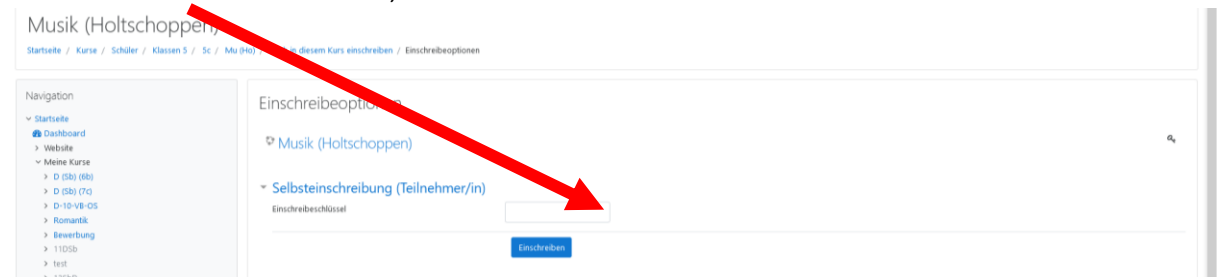 Musik (Holtschoppen)
Startseite / Kurse / Schüler / Klassen 5 / 5c / Mu (Ho) / in diesem Kurs einschreiben / Einschreibeoptionen
Navigation
Startseite
Dashboard
Website
Meine Kurse
D (Sb) (6b)
D (Sb) (7c)
D-10-VB-OS
Romantik
Bewerbung
11DSb
test
Einschreibeoptionen
Musik (Holtschoppen)
Selbsteinschreibung (Teilnehmer/in)
Einschreibeschlüssel
Einschreiben